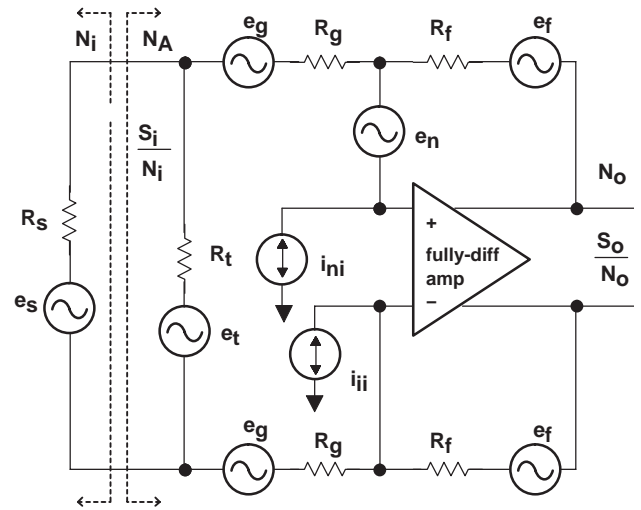 Ni NA eg Rg Rf ef
en
Si
Ni
No
Rs
+
So
No
Rt ini fully-diff
amp
es
−
et
iii
eg Rg Rf ef